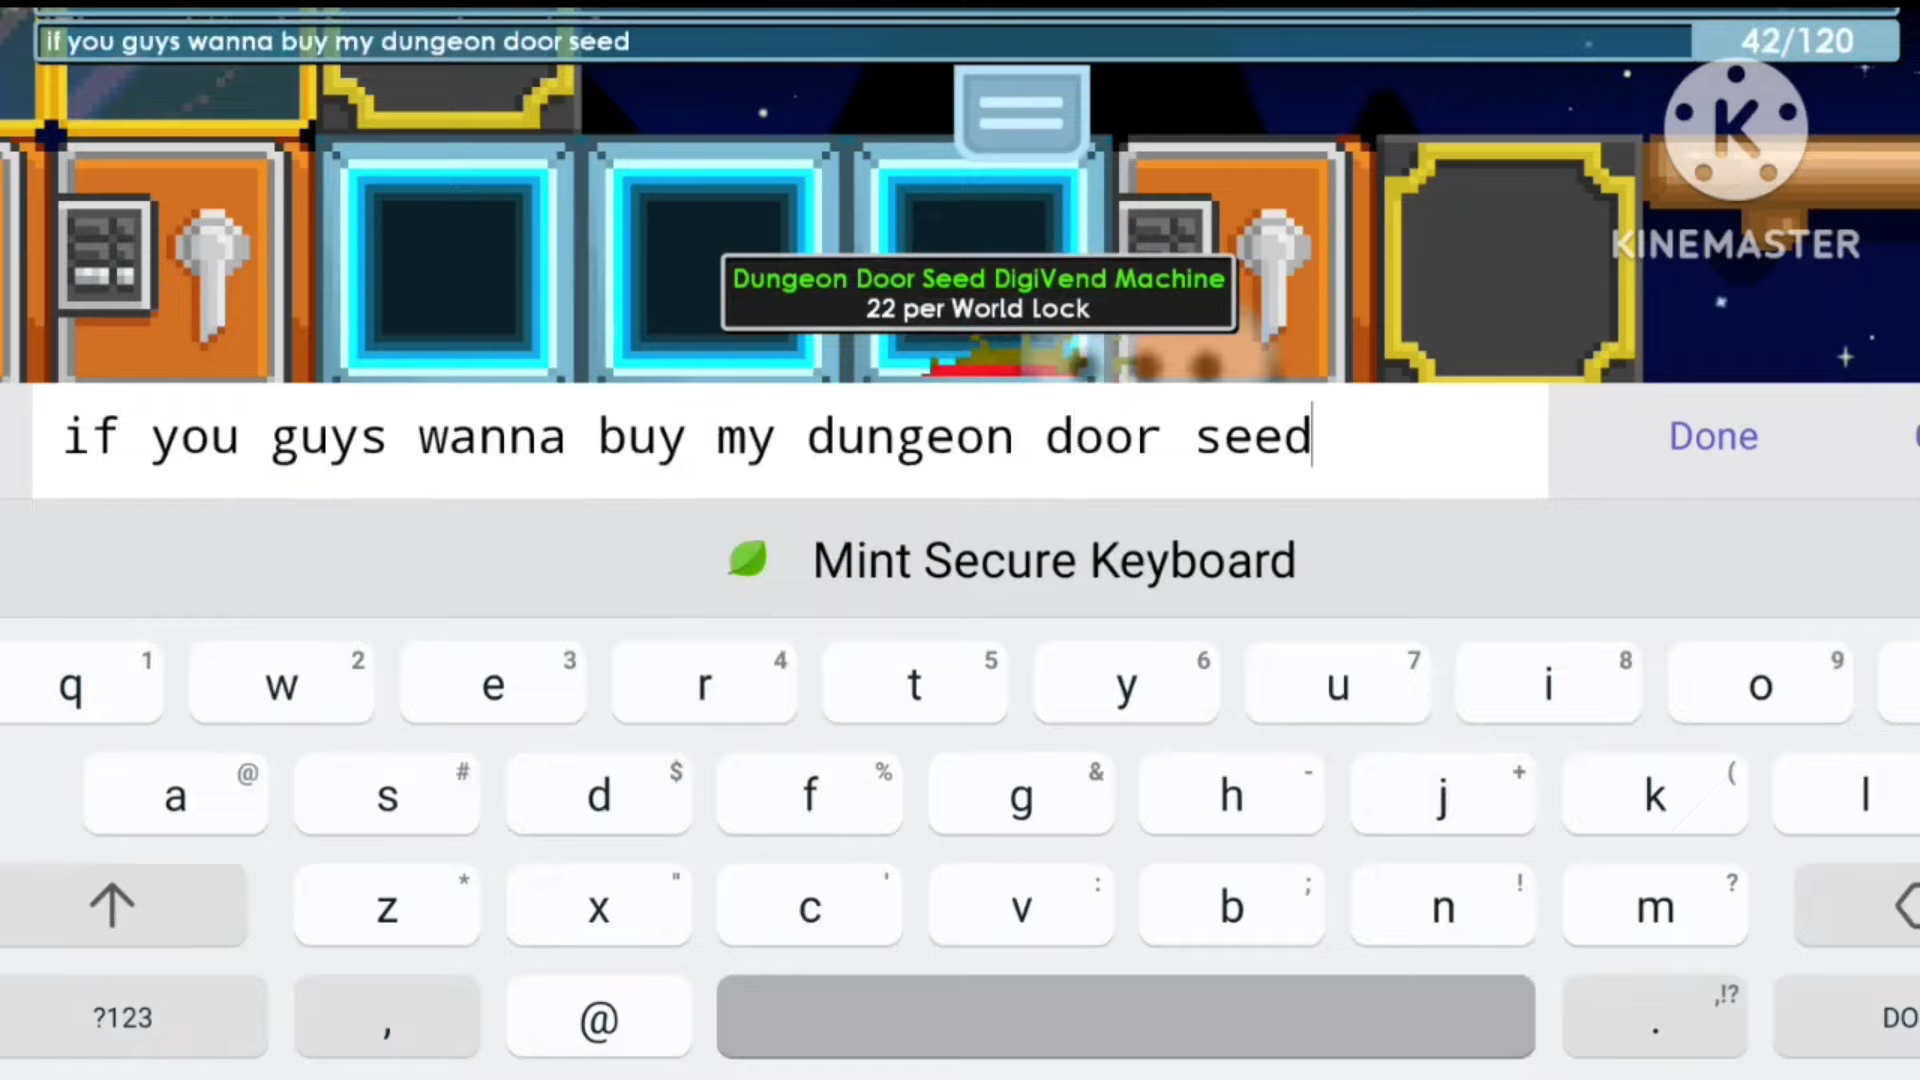 if you guys wanna buy my dungeon door seed
42/120
K
KINEMASTER
Dungeon Door Seed DigiVend Machine
22 per World Lock
if you guys wanna buy my dungeon door seed
Done
Mint Secure Keyboard
q 1 w 2 e 3 r 4 t 5 y 6 u 7 i 8 o 9
a @ s # d $ f % g & h - j + k ( l
z * x " c ' v : b ; n ! m ?
?123 , @ . ,!? DO